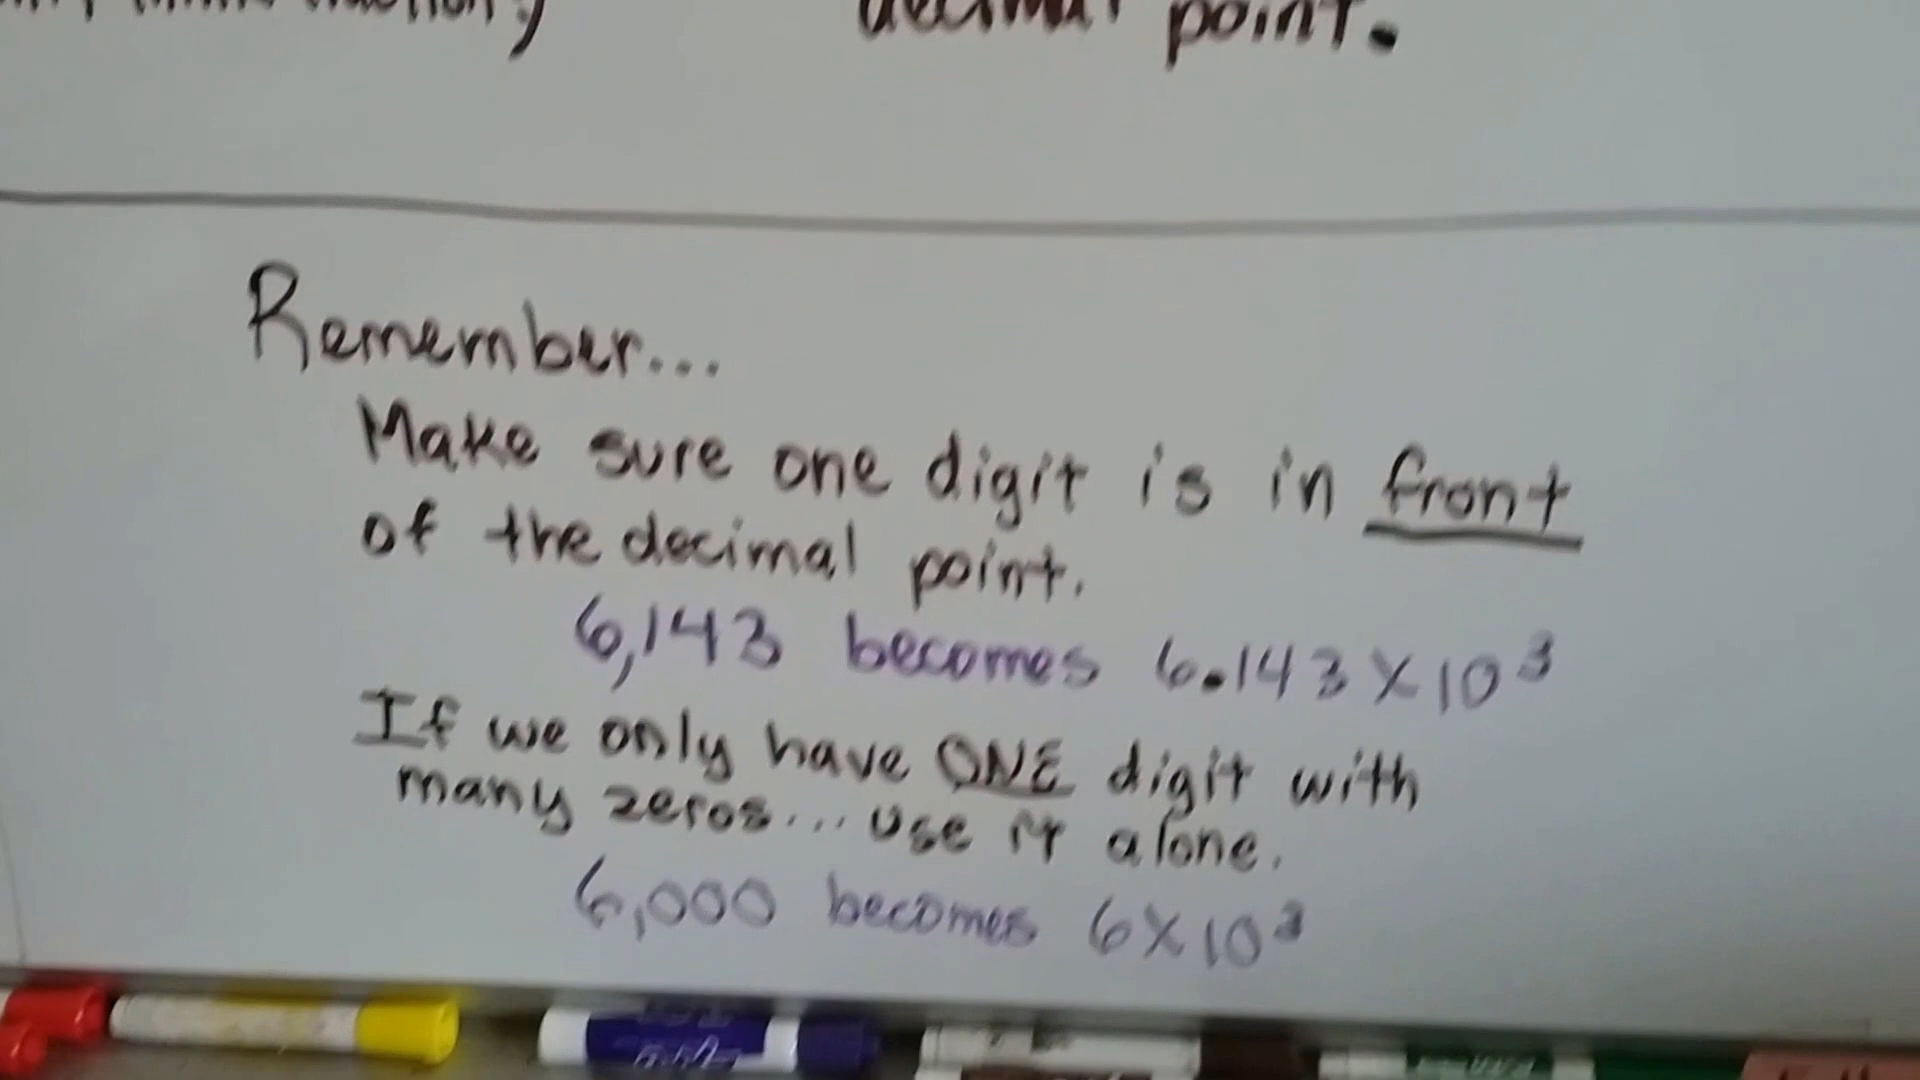 decimal point.
Remember...
Make sure one digit is in front
of the decimal point.
6,143 becomes 6.143 x 10³
If we only have ONE digit with
many zeros... use it alone.
6,000 becomes 6 x 10³